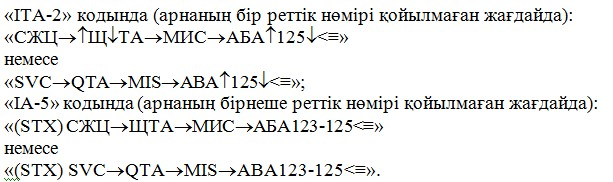 «ITA-2» кодында (арнаның бір реттік нөмірі қойылмаған жағдайда):
«СЖЦ→↑Щ↓ТА→МИС→АБА↑125↓<≡»
немесе
«SVC→QTA→MIS→ABA↑125↓<≡»;
«IA-5» кодында (арнаның бірнеше реттік нөмірі қойылмаған жағдайда):
«(STX) СЖЦ→ЩТА→МИС→АБА123-125<≡»
немесе
«(STX) SVC→QTA→MIS→ABA123-125<≡».